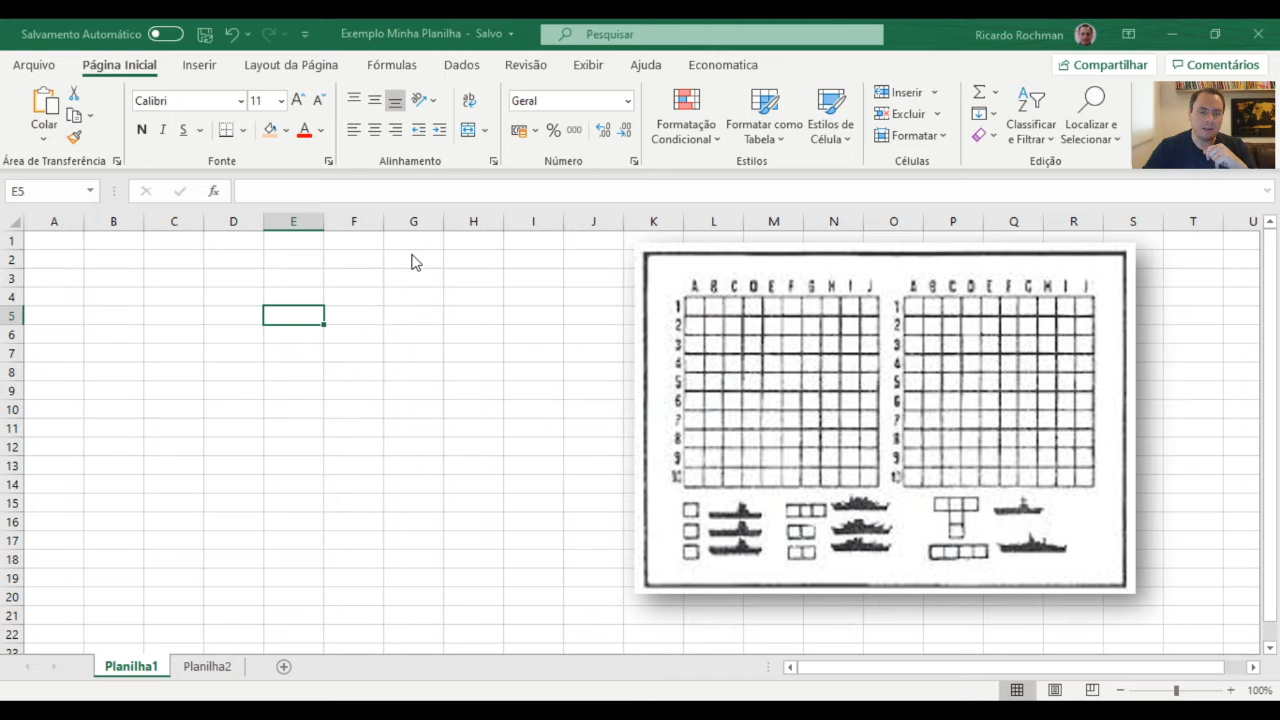 Salvamento Automático
Exemplo Minha Planilha - Salvo
Pesquisar
Ricardo Rochman
Arquivo Página Inicial Inserir Layout da Página Fórmulas Dados Revisão Exibir Ajuda Economatica Compartilhar Comentários
Colar
Calibri 11
N I S
A
Geral
% 000
Formatação Condicional
Formatar como Tabela
Estilos de Célula
Inserir
Excluir
Formatar
Classificar e Filtrar
Localizar e Selecionar
Área de Transferência Fonte Alinhamento Número Estilos Células Edição
E5 fx
A B C D E F G H I J K L M N O P Q R S T U
1
2
3
4
5
6
7
8
9
10
11
12
13
14
15
16
17
18
19
20
21
22
23
A B C D E F G H I J
1
2
3
4
5
6
7
8
9
10
A B C D E F G H I J
1
2
3
4
5
6
7
8
9
10
Planilha1 Planilha2
100%